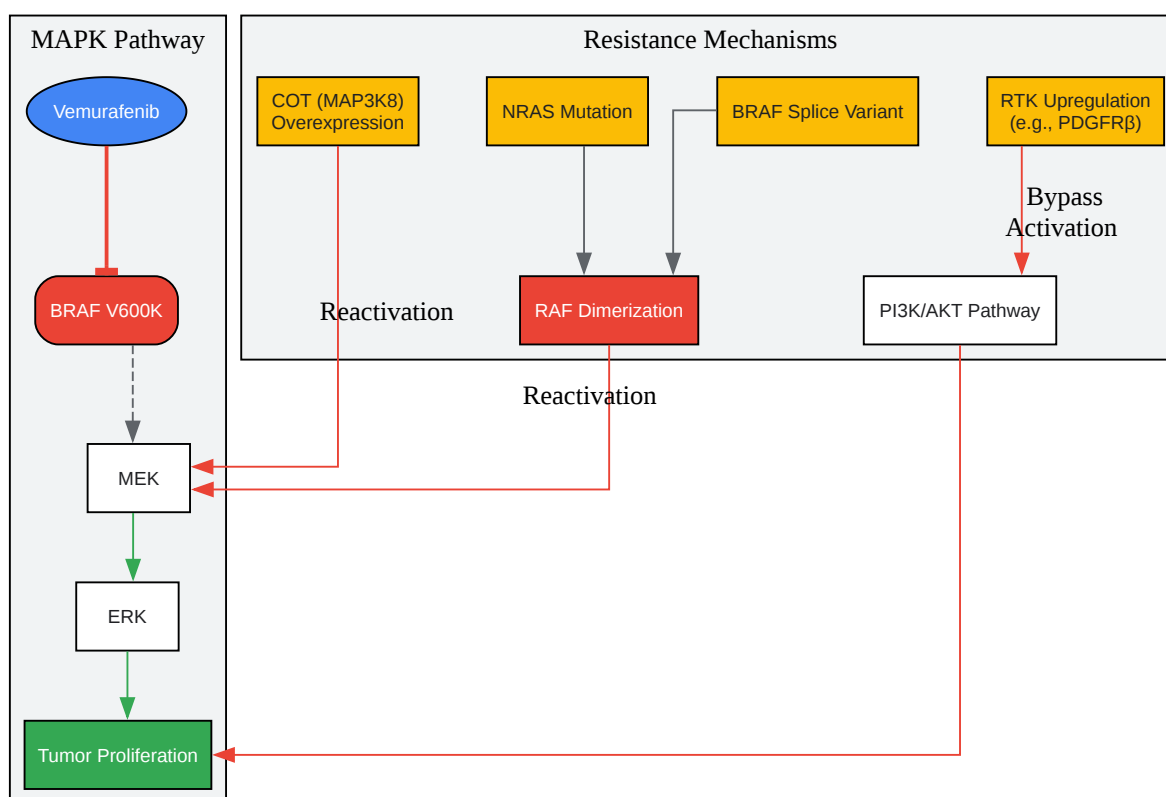 MAPK Pathway
Vemurafenib
BRAF V600K
MEK
ERK
Tumor Proliferation
Resistance Mechanisms
COT (MAP3K8)
Overexpression
NRAS Mutation
BRAF Splice Variant
RTK Upregulation
(e.g., PDGFRβ)
Bypass
Activation
Reactivation
RAF Dimerization
PI3K/AKT Pathway
Reactivation